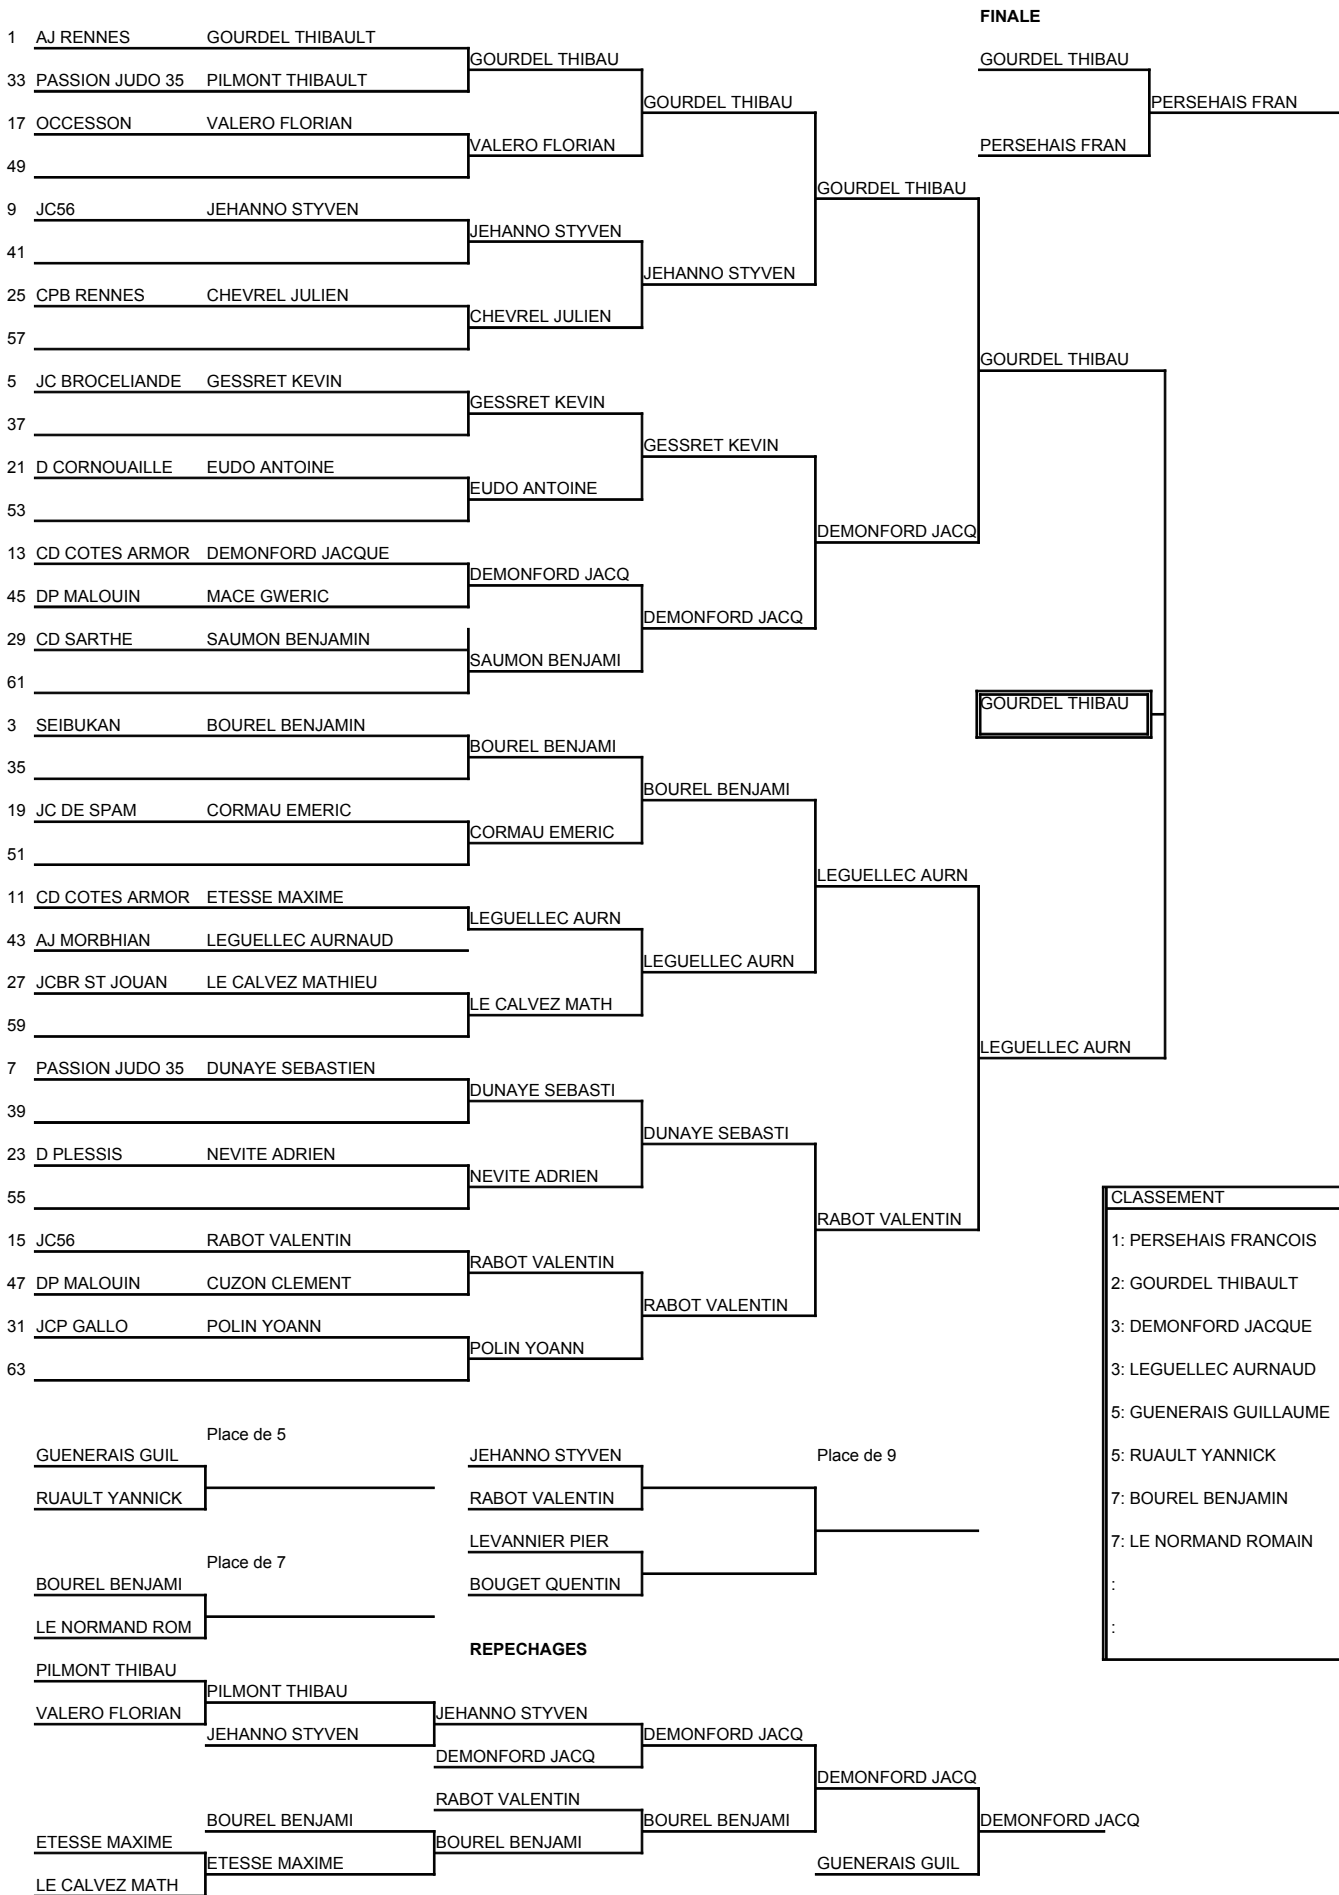 FINALE
1 AJ RENNES GOURDEL THIBAULT
GOURDEL THIBAU
GOURDEL THIBAU
33 PASSION JUDO 35 PILMONT THIBAULT
GOURDEL THIBAU
PERSEHAIS FRAN
17 OCCESSON VALERO FLORIAN
VALERO FLORIAN
PERSEHAIS FRAN
49
GOURDEL THIBAU
9 JC56 JEHANNO STYVEN
JEHANNO STYVEN
41
JEHANNO STYVEN
25 CPB RENNES CHEVREL JULIEN
CHEVREL JULIEN
57
GOURDEL THIBAU
5 JC BROCELIANDE GESSRET KEVIN
GESSRET KEVIN
37
GESSRET KEVIN
21 D CORNOUAILLE EUDO ANTOINE
EUDO ANTOINE
53
DEMONFORD JACQ
13 CD COTES ARMOR DEMONFORD JACQUE
DEMONFORD JACQ
45 DP MALOUIN MACE GWERIC
DEMONFORD JACQ
29 CD SARTHE SAUMON BENJAMIN
SAUMON BENJAMI
61
GOURDEL THIBAU
3 SEIBUKAN BOUREL BENJAMIN
BOUREL BENJAMI
35
BOUREL BENJAMI
19 JC DE SPAM CORMAU EMERIC
CORMAU EMERIC
51
LEGUELLEC AURN
11 CD COTES ARMOR ETESSE MAXIME
LEGUELLEC AURN
43 AJ MORBHIAN LEGUELLEC AURNAUD
LEGUELLEC AURN
27 JCBR ST JOUAN LE CALVEZ MATHIEU
LE CALVEZ MATH
59
LEGUELLEC AURN
7 PASSION JUDO 35 DUNAYE SEBASTIEN
DUNAYE SEBASTI
39
DUNAYE SEBASTI
23 D PLESSIS NEVITE ADRIEN
NEVITE ADRIEN
55
RABOT VALENTIN
15 JC56 RABOT VALENTIN
RABOT VALENTIN
47 DP MALOUIN CUZON CLEMENT
RABOT VALENTIN
31 JCP GALLO POLIN YOANN
POLIN YOANN
63
CLASSEMENT
1: PERSEHAIS FRANCOIS
2: GOURDEL THIBAULT
3: DEMONFORD JACQUE
3: LEGUELLEC AURNAUD
5: GUENERAIS GUILLAUME
5: RUAULT YANNICK
7: BOUREL BENJAMIN
7: LE NORMAND ROMAIN
:
:
Place de 5
GUENERAIS GUIL
RUAULT YANNICK
Place de 7
BOUREL BENJAMI
LE NORMAND ROM
Place de 9
JEHANNO STYVEN
RABOT VALENTIN
LEVANNIER PIER
BOUGET QUENTIN
REPECHAGES
PILMONT THIBAU
PILMONT THIBAU
VALERO FLORIAN
JEHANNO STYVEN
JEHANNO STYVEN
DEMONFORD JACQ
DEMONFORD JACQ
DEMONFORD JACQ
RABOT VALENTIN
BOUREL BENJAMI
BOUREL BENJAMI
DEMONFORD JACQ
ETESSE MAXIME
BOUREL BENJAMI
ETESSE MAXIME
GUENERAIS GUIL
LE CALVEZ MATH